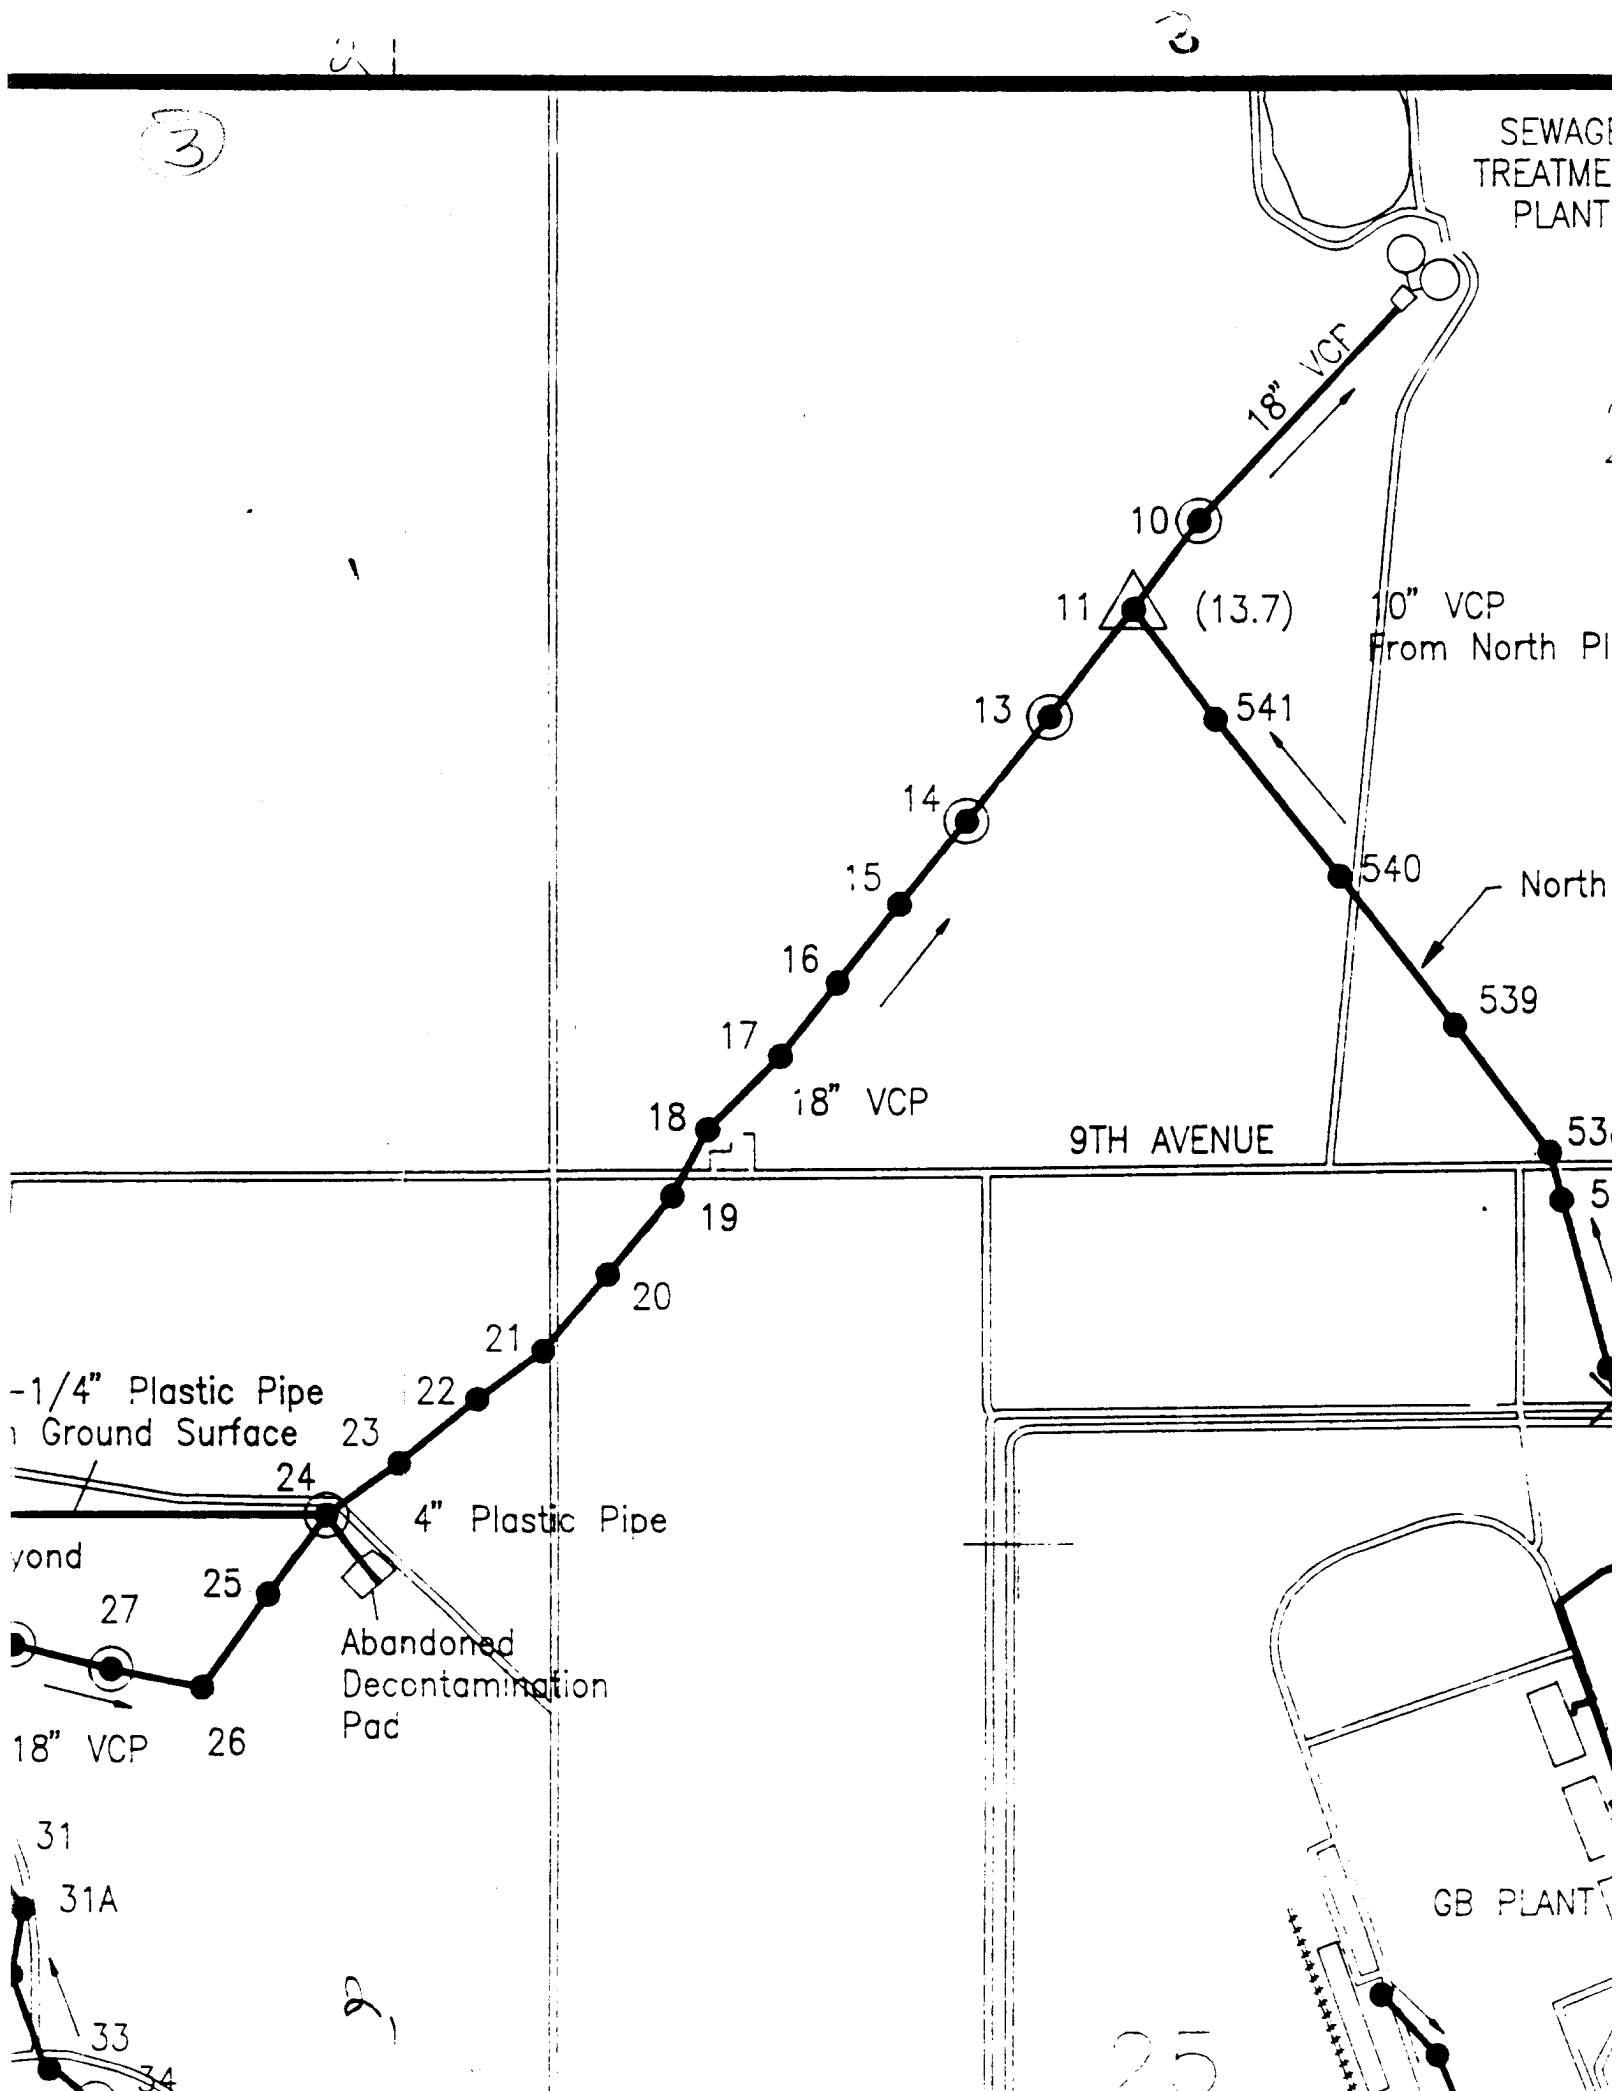 3
SEWAGE
TREATME
PLANT
18" VCP
10
11
(13.7)
10" VCP
From North Pl
13
541
14
15
540
North
16
539
17
18" VCP
18
9TH AVENUE
53
5
19
20
21
-1/4" Plastic Pipe
Ground Surface
22
23
24
4" Plastic Pipe
yond
25
27
Abandoned
Decontamination
Pad
18" VCP
26
31
31A
GB PLANT
33
34
25